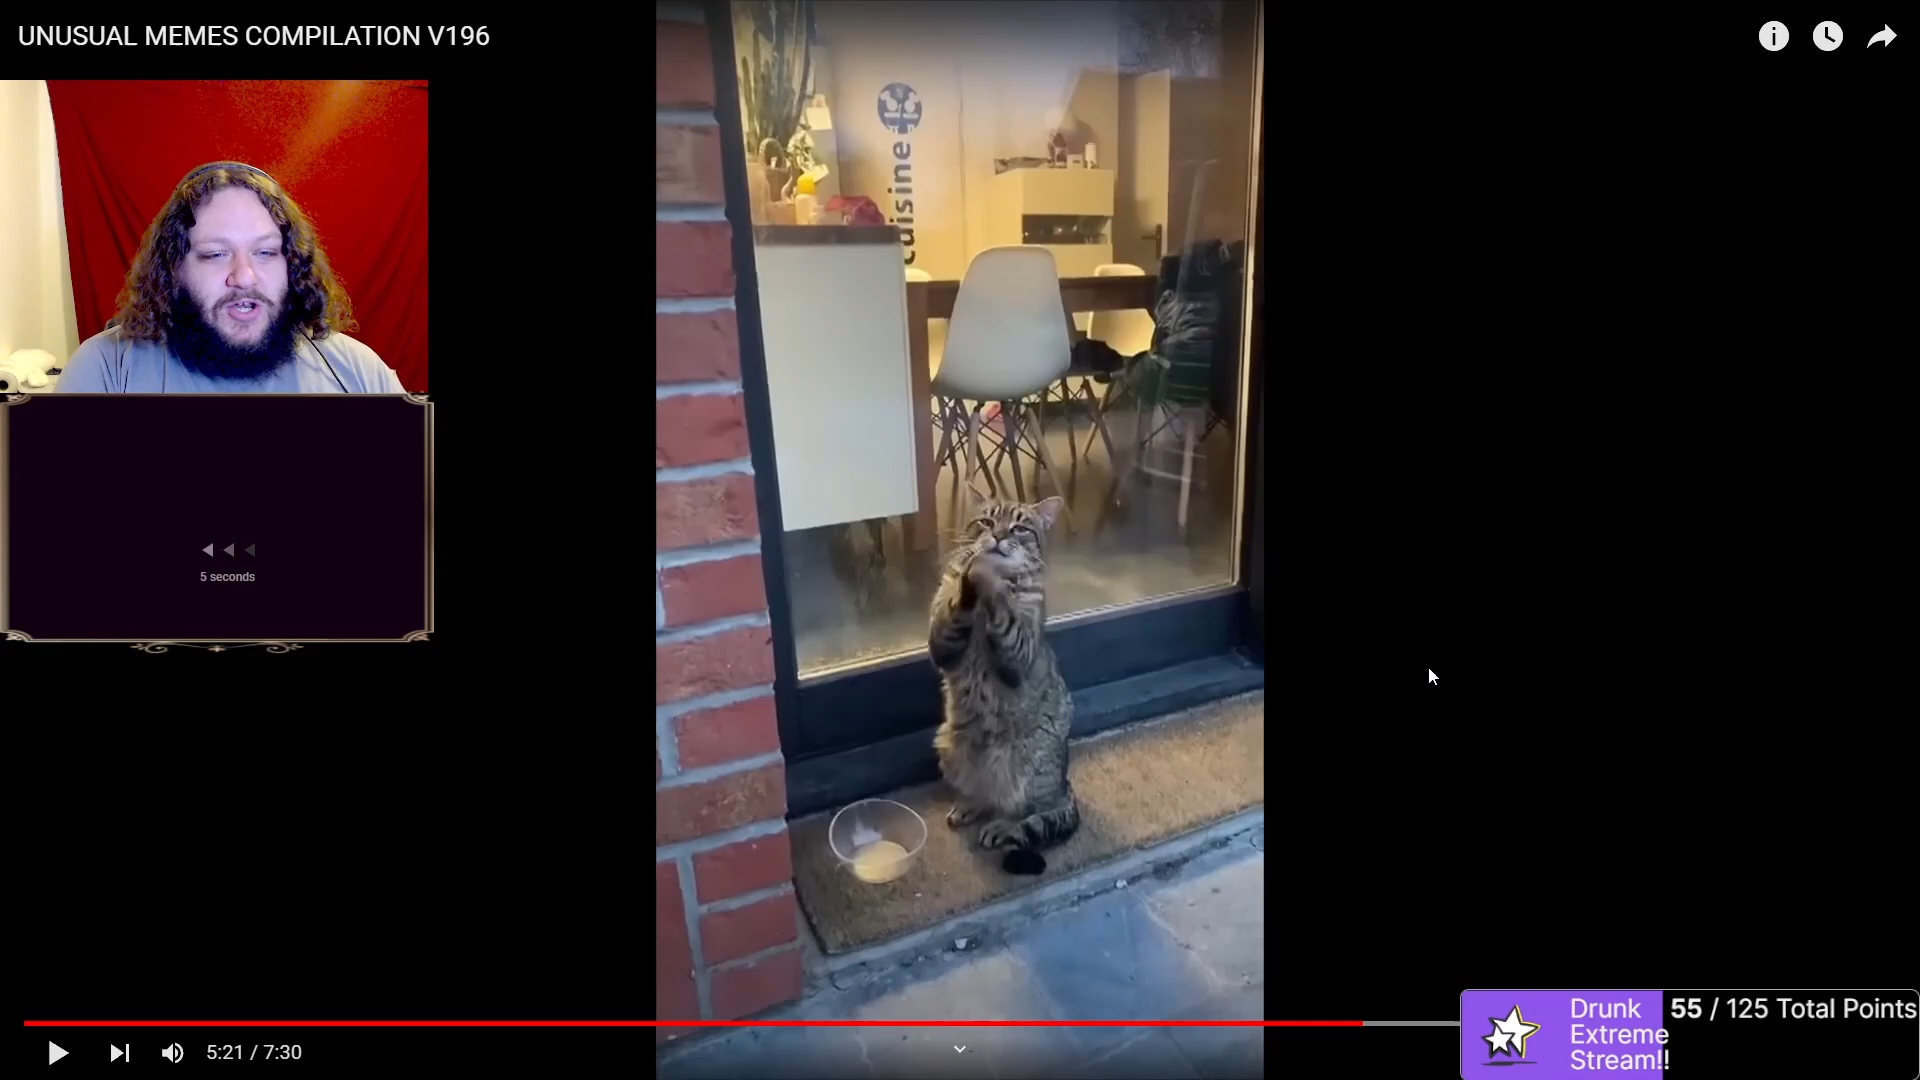 UNUSUAL MEMES COMPILATION V196
cuisine
5 seconds
5:21 / 7:30
Drunk
Extreme
Stream!!
55 / 125 Total Points